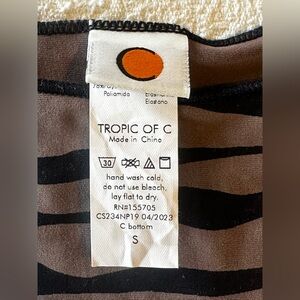 Poliamida
Elastano
TROPIC OF C
Made in China
30
hand wash cold,
do not use bleach,
lay flat to dry.
RN#155705
CS234NP19 04/2023
C bottom
S